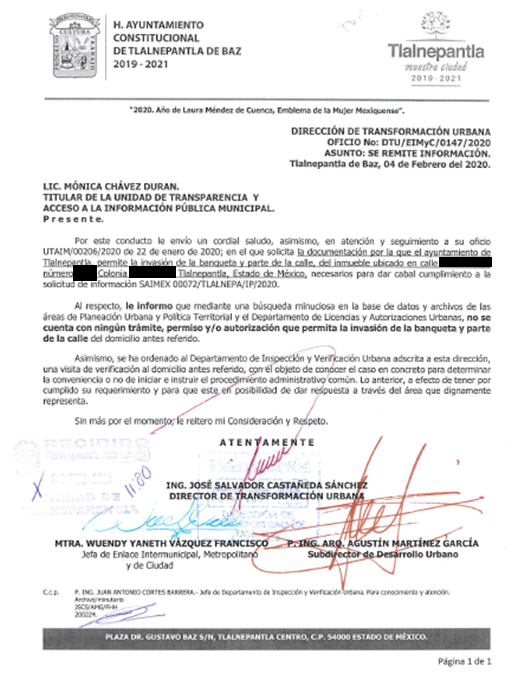 H. AYUNTAMIENTO
CONSTITUCIONAL
DE TLALNEPANTLA DE BAZ
2019 - 2021
PROGRESO CULTURA TRABAJO
Tlalnepantla
nuestra ciudad
2019 - 2021
"2020. Año de Laura Méndez de Cuenca, Emblema de la Mujer Mexiquense".
DIRECCIÓN DE TRANSFORMACIÓN URBANA
OFICIO No: DTU/EIMyC/0147/2020
ASUNTO: SE REMITE INFORMACIÓN.
Tlalnepantla de Baz, 04 de Febrero del 2020.
LIC. MÓNICA CHÁVEZ DURAN.
TITULAR DE LA UNIDAD DE TRANSPARENCIA Y
ACCESO A LA INFORMACIÓN PÚBLICA MUNICIPAL.
P r e s e n t e.
Por este conducto le envío un cordial saludo, asimismo, en atención y seguimiento a su oficio
UTAIM/00206/2020 de 22 de enero de 2020; en el que solicita la documentación por la que el ayuntamiento de
Tlalnepantla, permite la invasión de la banqueta y parte de la calle, del inmueble ubicado en calle
número Colonia Tlalnepantla, Estado de México, necesarios para dar cabal cumplimiento a la
solicitud de información SAIMEX 00072/TLALNEPA/IP/2020.
Al respecto, le informo que mediante una búsqueda minuciosa en la base de datos y archivos de las
áreas de Planeación Urbana y Política Territorial y el Departamento de Licencias y Autorizaciones Urbanas, no se
cuenta con ningún trámite, permiso y/o autorización que permita la invasión de la banqueta y parte
de la calle del domicilio antes referido.
Asimismo, se ha ordenado al Departamento de Inspección y Verificación Urbana adscrita a esta dirección,
una visita de verificación al domicilio antes referido, con el objeto de conocer el caso en concreto para determinar
la conveniencia o no de iniciar e instruir el procedimiento administrativo común. Lo anterior, a efecto de tener por
cumplido su requerimiento y para que este en posibilidad de dar respuesta a través del área que dignamente
representa.
Sin más por el momento, le reitero mi Consideración y Respeto.
A T E N T A M E N T E
RECIBIDO
11:00
ING. JOSÉ SALVADOR CASTAÑEDA SÁNCHEZ
DIRECTOR DE TRANSFORMACIÓN URBANA
MTRA. WUENDY YANETH VÁZQUEZ FRANCISCO
Jefa de Enlace Intermunicipal, Metropolitano
y de Ciudad
P. ING. ARQ. AGUSTÍN MARTÍNEZ GARCÍA
Subdirector de Desarrollo Urbano
C.c.p. P. ING. JUAN ANTONIO CORTES BARRERA.- Jefe de Departamento de Inspección y Verificación Urbana. Para conocimiento y atención.
Archivo/minutario
JSCS/AMG/FHH
200224
PLAZA DR. GUSTAVO BAZ S/N, TLALNEPANTLA CENTRO, C.P. 54000 ESTADO DE MÉXICO.
Página 1 de 1